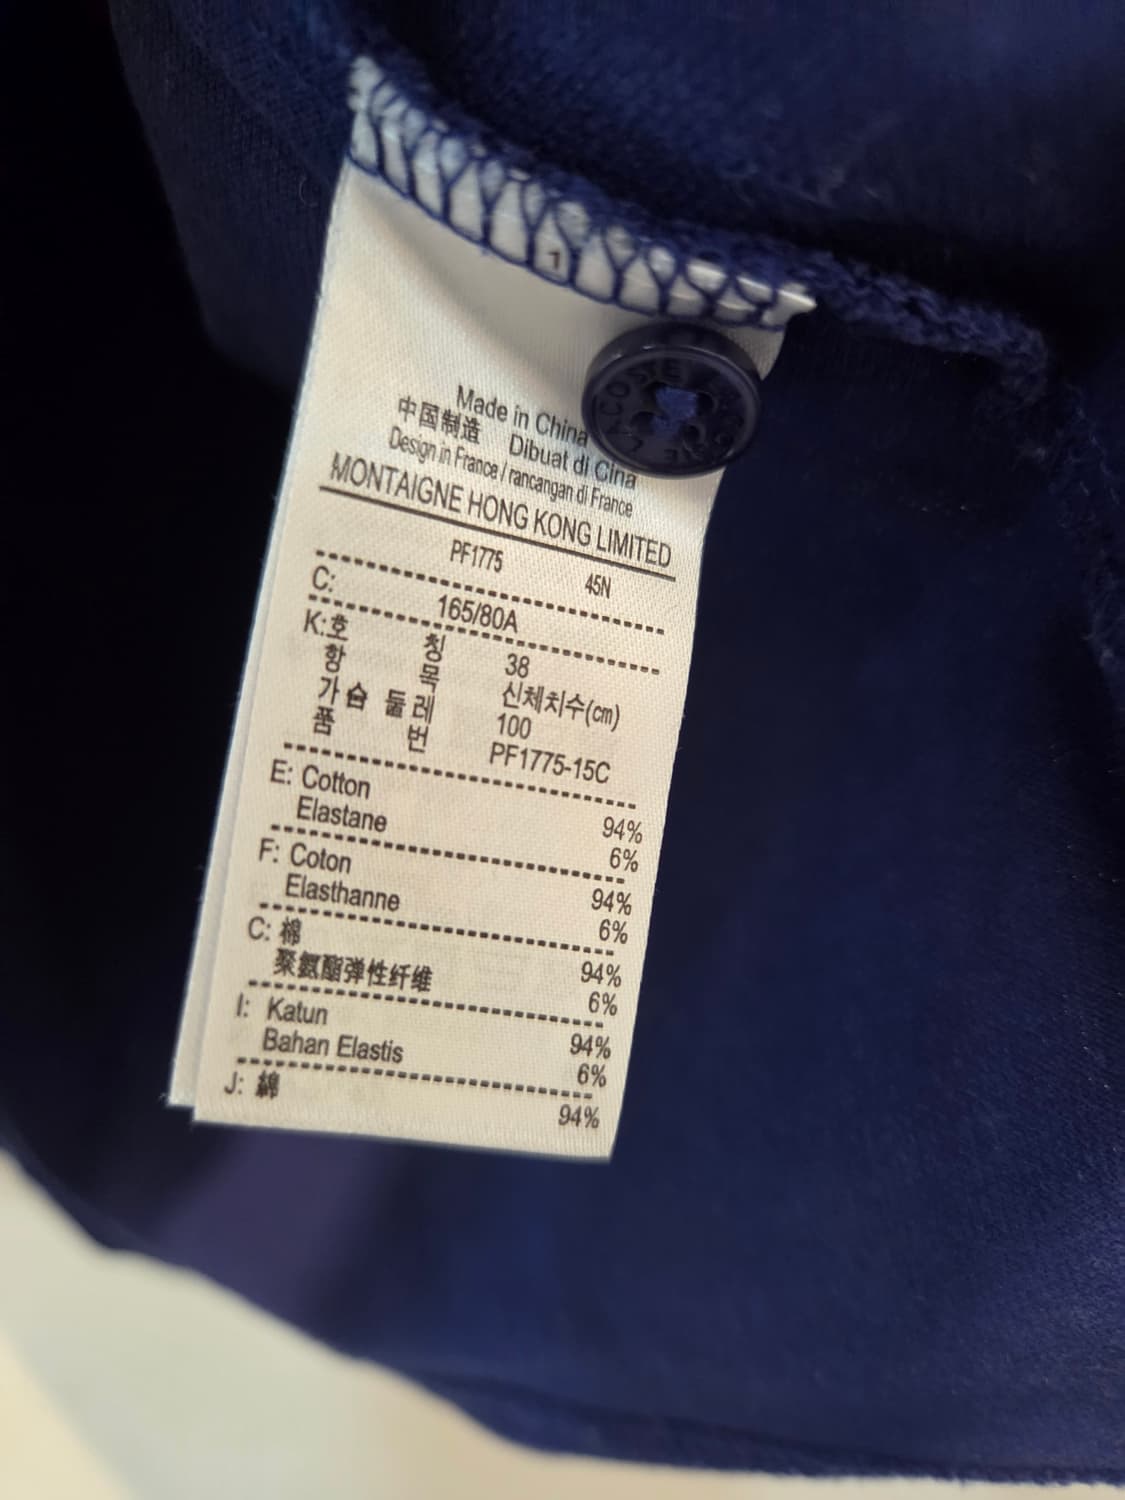 1
LACOSTE LACOSTE
Made in China
中国制造 Dibuat di Cina
Design in France / rancangan di France
MONTAIGNE HONG KONG LIMITED
PF1775 45N
C: 165/80A
K:호 칭 38
항 목 신체치수(cm)
가슴 둘레 100
품 번 PF1775-15C
E: Cotton 94%
Elastane 6%
F: Coton 94%
Elasthanne 6%
C: 棉 94%
聚氨酯弹性纤维 6%
I: Katun 94%
Bahan Elastis 6%
J: 綿 94%